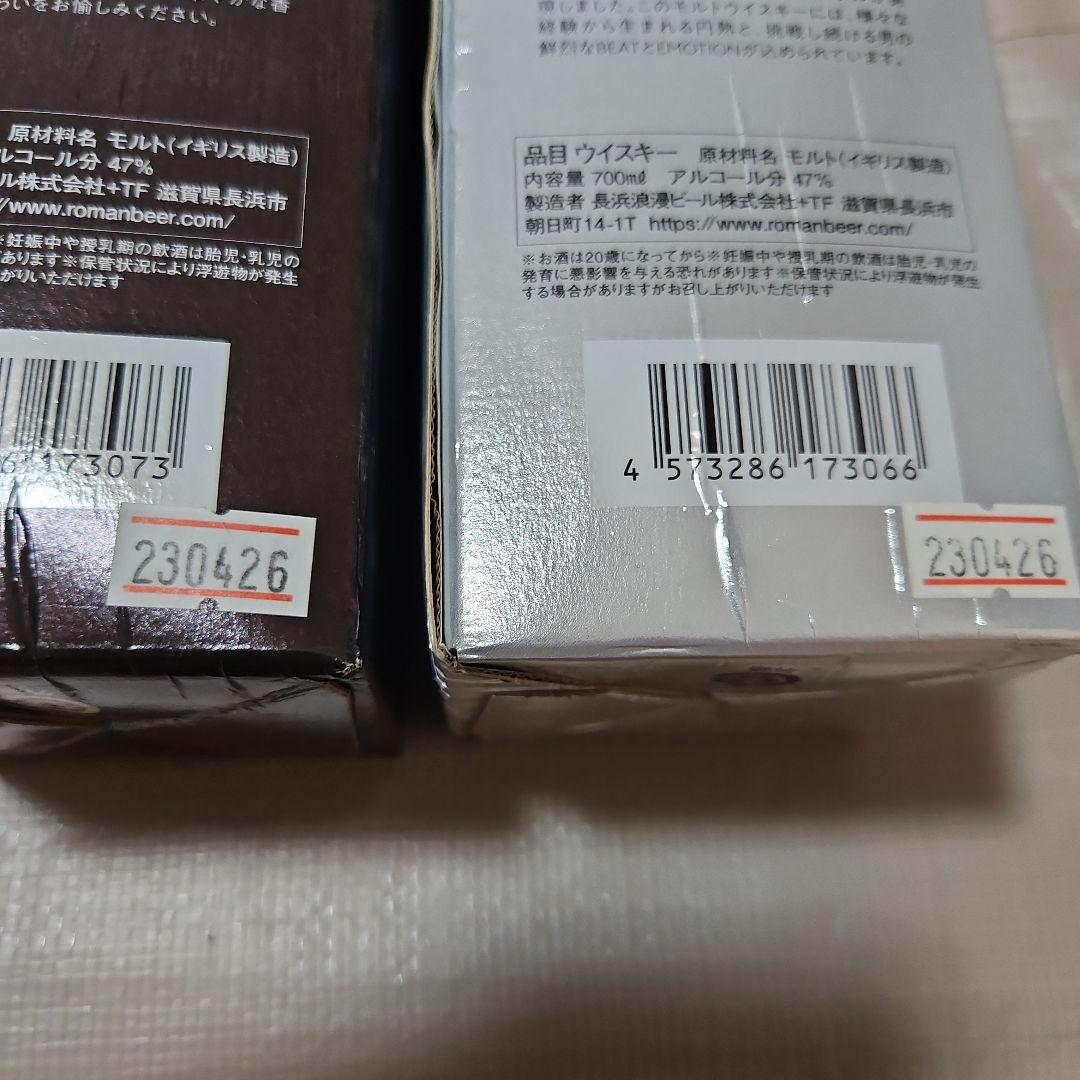 やかな香
らいをお愉しみください。
原材料名 モルト(イギリス製造)
ルコール分 47%
ール株式会社+TF 滋賀県長浜市
//www.romanbeer.com/
※妊娠中や授乳期の飲酒は胎児・乳児の
があります※保管状況により浮遊物が発生
がりいただけます
6 173073
230426
現しました。このモルトウイスキーには、様々な
経験から生まれる円熟と、挑戦し続ける男の
鮮烈なBEATとEMOTIONが込められています。
品目 ウイスキー 原材料名 モルト(イギリス製造)
内容量 700mℓ アルコール分 47%
製造者 長浜浪漫ビール株式会社+TF 滋賀県長浜市
朝日町14-1T https://www.romanbeer.com/
※お酒は20歳になってから※妊娠中や授乳期の飲酒は胎児・乳児の
発育に悪影響を与える恐れがあります※保管状況により浮遊物が発生
する場合がありますがお召し上がりいただけます
4 573286 173066
230426